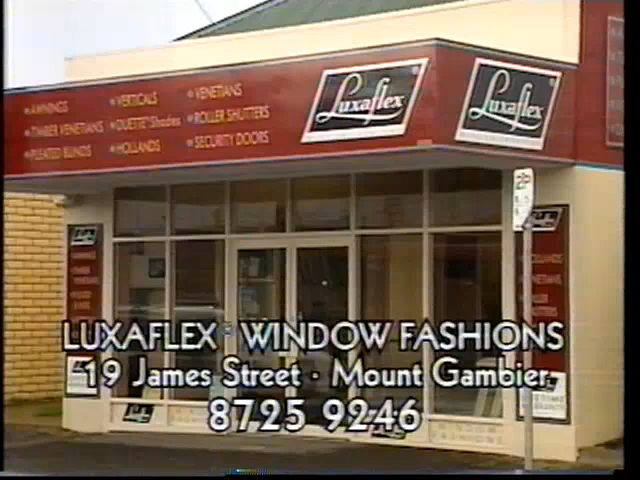 AWNINGS
VERTICALS
VENETIANS
TIMBER VENETIANS
DUETTE® Shades
ROLLER SHUTTERS
PLEATED BLINDS
HOLLANDS
SECURITY DOORS
Luxaflex
Luxaflex
2P
LUXAFLEX® WINDOW FASHIONS
19 James Street · Mount Gambier
8725 9246